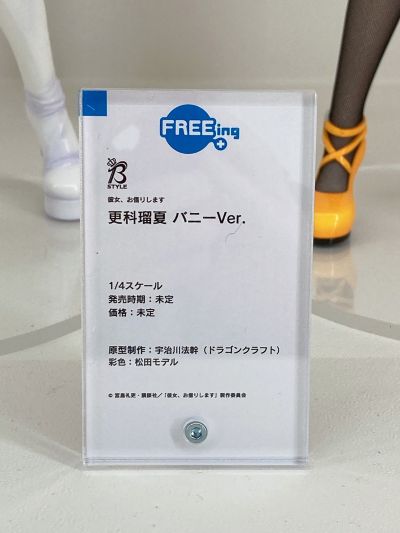 FREEing
B
STYLE
彼女、お借りします
更科瑠夏 バニーVer.
1/4スケール
発売時期：未定
価格：未定
原型制作：宇治川法幹（ドラゴンクラフト）
彩色：松田モデル
© 宮島礼吏・講談社／「彼女、お借りします」製作委員会